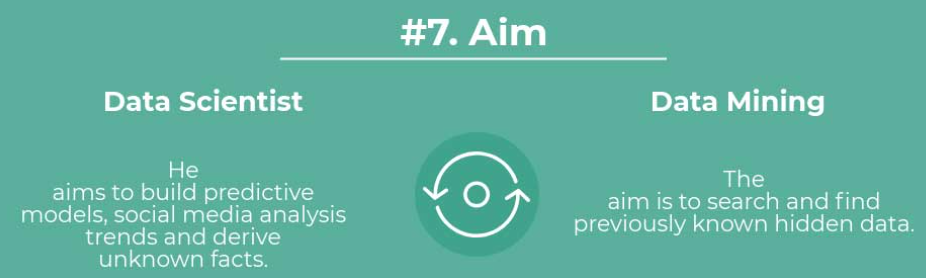 #7. Aim
Data Scientist
He
aims to build predictive
models, social media analysis
trends and derive
unknown facts.
Data Mining
The
aim is to search and find
previously known hidden data.